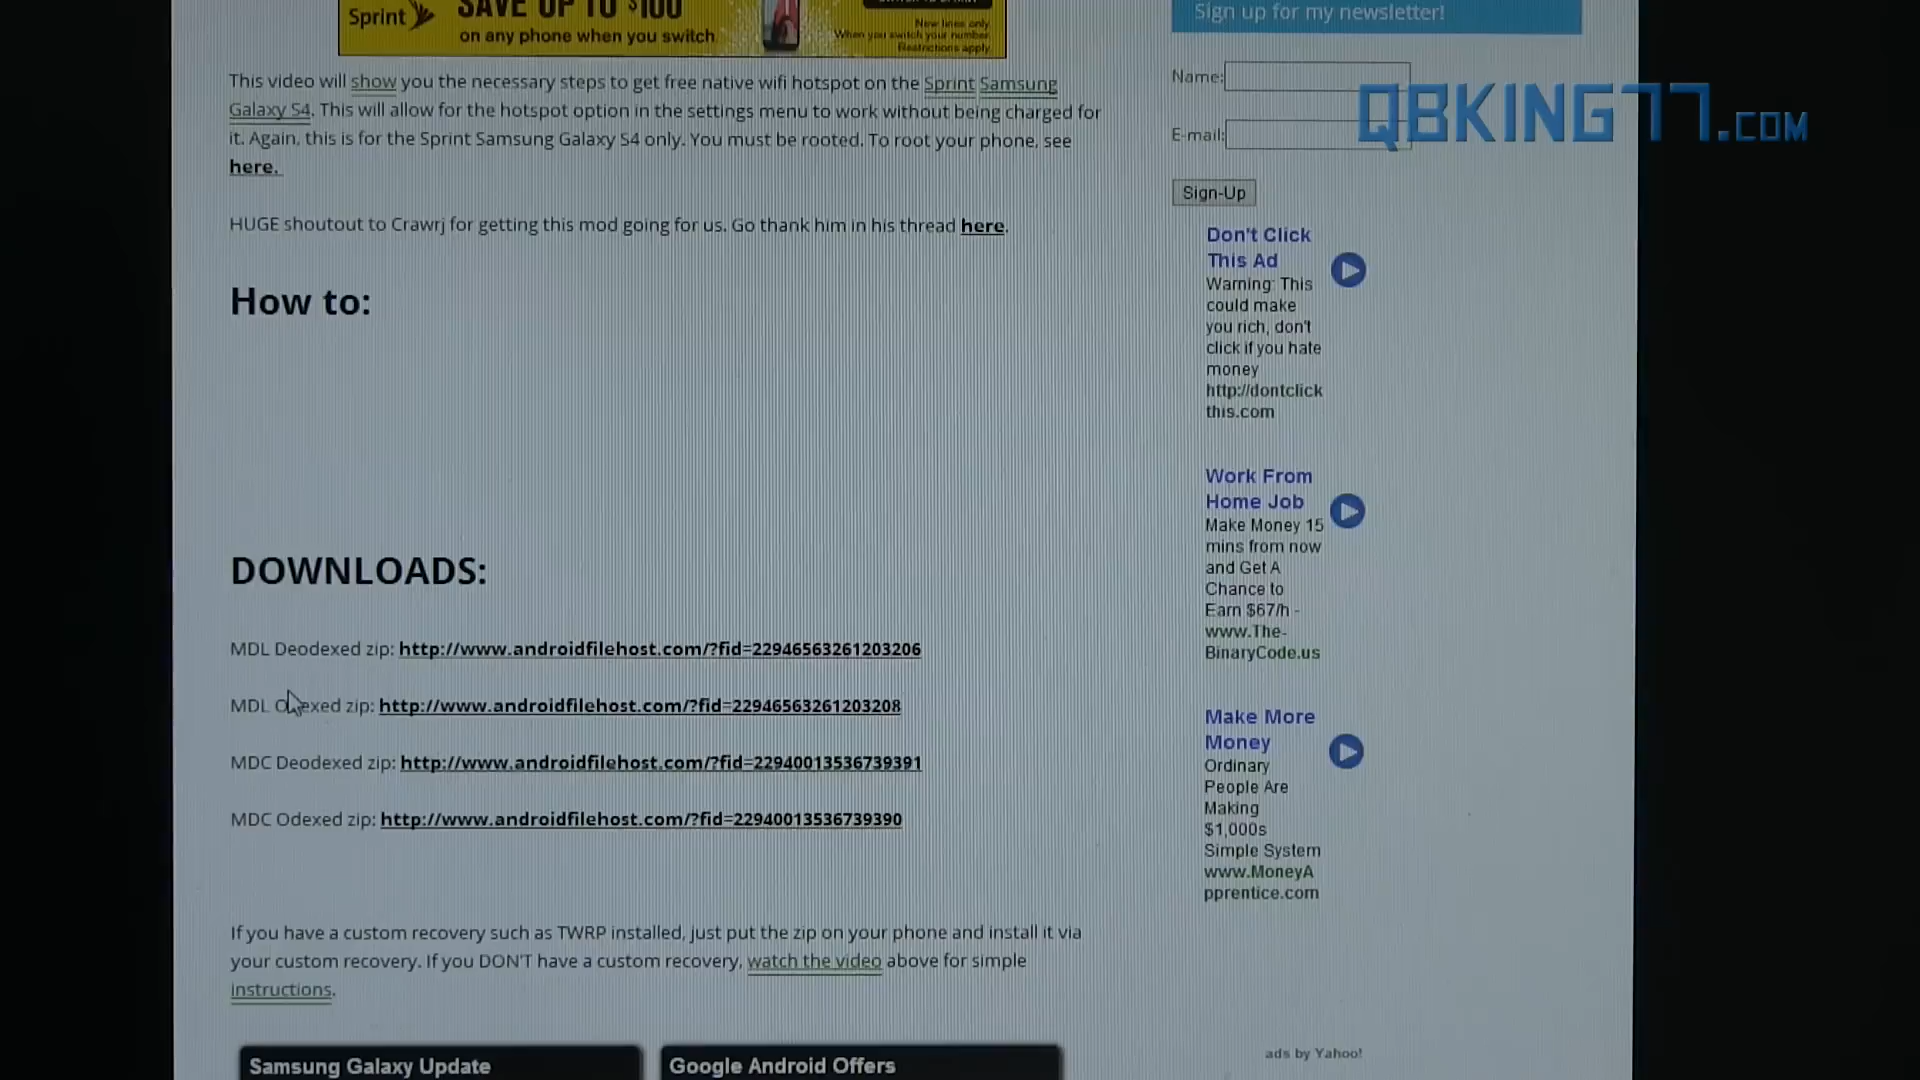 Sprint
SAVE UP TO $100
on any phone when you switch
New lines only.
When you switch your number.
Restrictions apply.
Sign up for my newsletter!
Name:
E-mail:
Sign-Up
QBKING77.COM
This video will show you the necessary steps to get free native wifi hotspot on the Sprint Samsung
Galaxy S4. This will allow for the hotspot option in the settings menu to work without being charged for
it. Again, this is for the Sprint Samsung Galaxy S4 only. You must be rooted. To root your phone, see
here.
HUGE shoutout to Crawrj for getting this mod going for us. Go thank him in his thread here.
How to:
DOWNLOADS:
MDL Deodexed zip: http://www.androidfilehost.com/?fid=22946563261203206
MDL Odexed zip: http://www.androidfilehost.com/?fid=22946563261203208
MDC Deodexed zip: http://www.androidfilehost.com/?fid=22940013536739391
MDC Odexed zip: http://www.androidfilehost.com/?fid=22940013536739390
If you have a custom recovery such as TWRP installed, just put the zip on your phone and install it via
your custom recovery. If you DON'T have a custom recovery, watch the video above for simple
instructions.
Samsung Galaxy Update
Google Android Offers
Don't Click
This Ad
Warning: This
could make
you rich, don't
click if you hate
money
http://dontclick
this.com
Work From
Home Job
Make Money 15
mins from now
and Get A
Chance to
Earn $67/h -
www.The-
BinaryCode.us
Make More
Money
Ordinary
People Are
Making
$1,000s
Simple System
www.MoneyA
pprentice.com
ads by Yahoo!